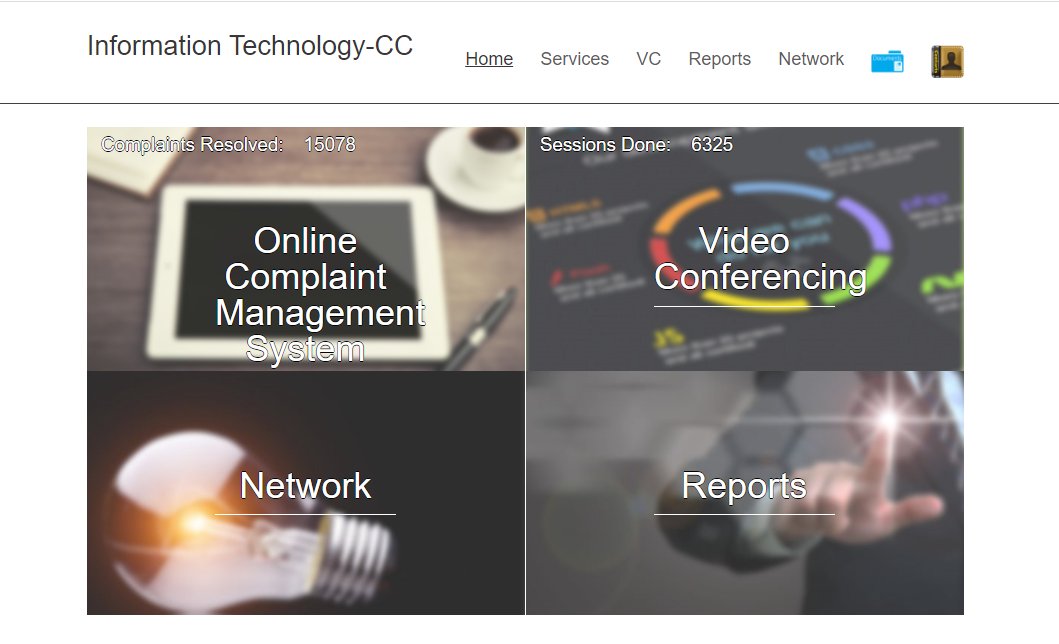 Information Technology-CC
Home Services VC Reports Network
Complaints Resolved: 15078
Sessions Done: 6325
Online
Complaint
Management
System
Video
Conferencing
JS
Network
Reports